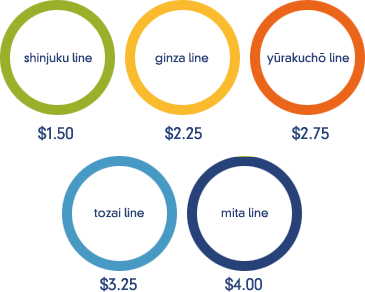 shinjuku line
ginza line
yūrakuchō line
$1.50
$2.25
$2.75
tozai line
mita line
$3.25
$4.00